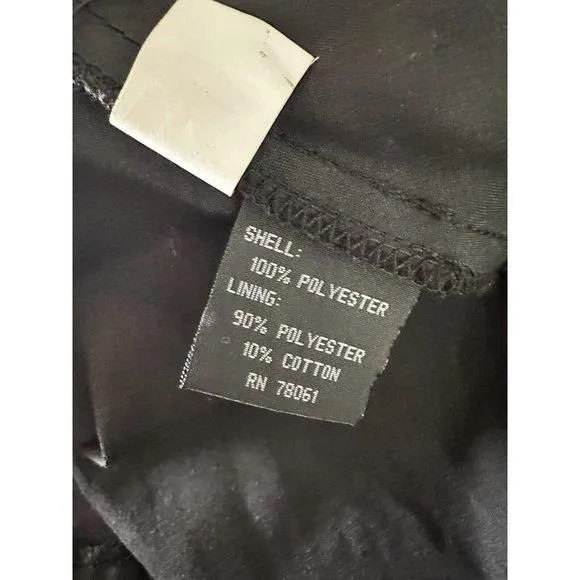 SHELL:
100% POLYESTER
LINING:
90% POLYESTER
10% COTTON
RN 78061